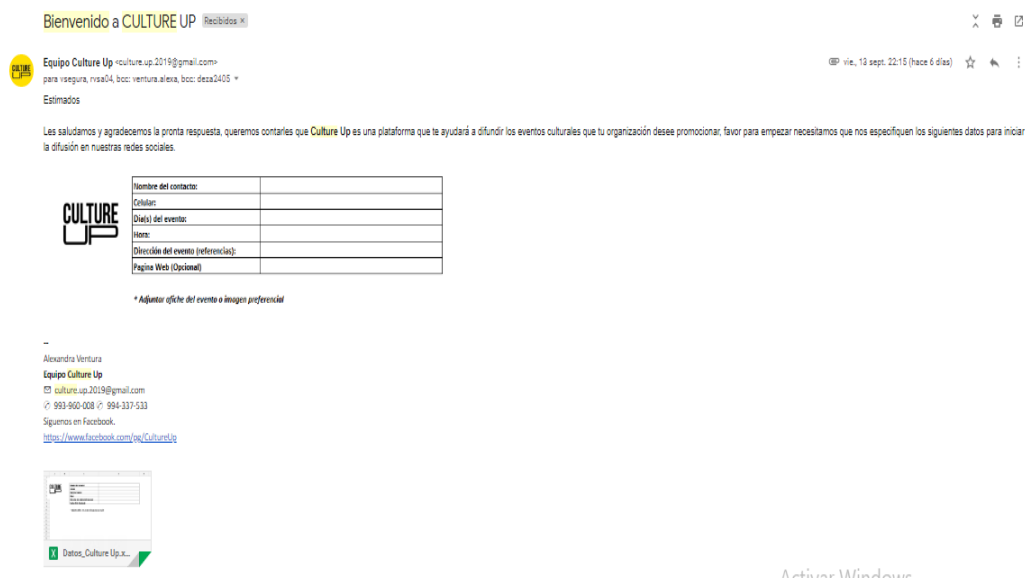 Bienvenido a CULTURE UP Recibidos ×
CULTURE
UP
Equipo Culture Up <culture.up.2019@gmail.com>
vie., 13 sept. 22:15 (hace 6 días)
para vsegura, rvsa04, bcc: ventura.alexa, bcc: deza2405
Estimados
Les saludamos y agradecemos la pronta respuesta, queremos contarles que Culture Up es una plataforma que te ayudará a difundir los eventos culturales que tu organización desee promocionar, favor para empezar necesitamos que nos especifiquen los siguientes datos para iniciar
la difusión en nuestras redes sociales.
CULTURE
UP
Nombre del contacto:
Celular:
Dia(s) del evento:
Hora:
Dirección del evento (referencias):
Pagina Web (Opcional)
* Adjuntar afiche del evento o imagen preferencial
--
Alexandra Ventura
Equipo Culture Up
culture.up.2019@gmail.com
993-960-008 994-337-533
Síguenos en Facebook.
https://www.facebook.com/pg/CultureUp
Datos_Culture Up.x...
Activar Windows